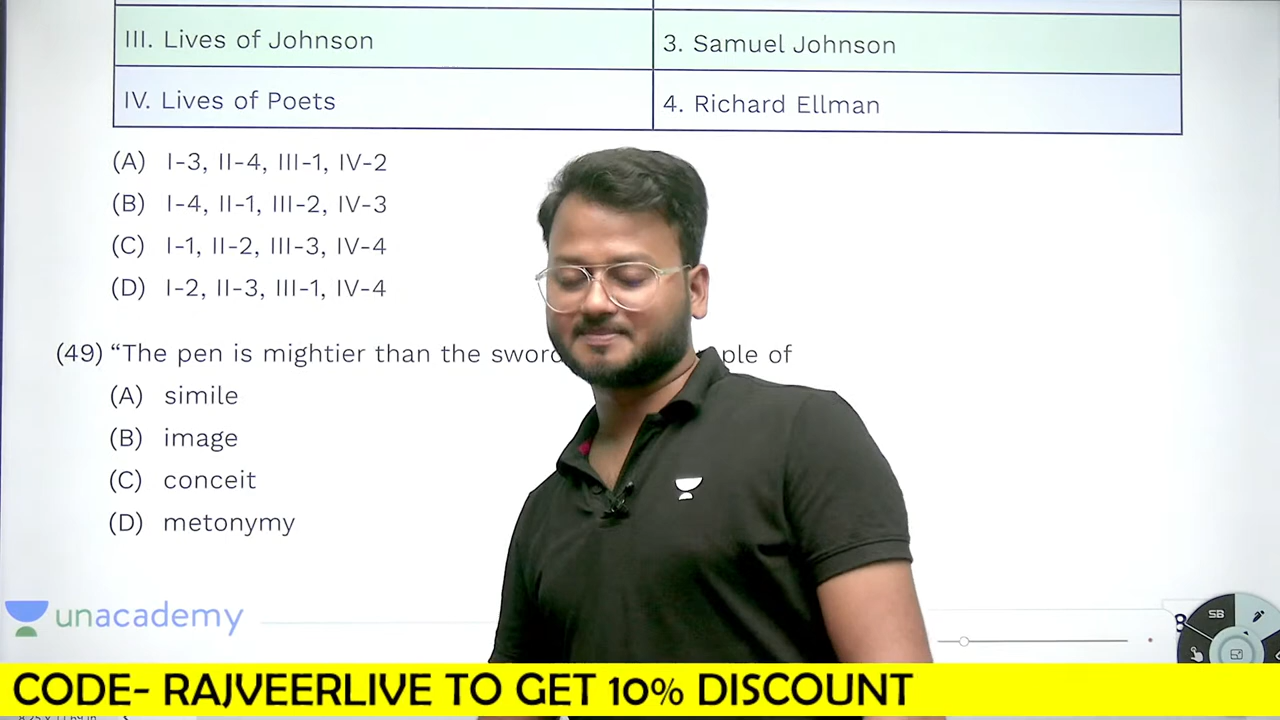 III. Lives of Johnson
3. Samuel Johnson
IV. Lives of Poets
4. Richard Ellman
(A) I-3, II-4, III-1, IV-2
(B) I-4, II-1, III-2, IV-3
(C) I-1, II-2, III-3, IV-4
(D) I-2, II-3, III-1, IV-4
(49) “The pen is mightier than the sword ple of
(A) simile
(B) image
(C) conceit
(D) metonymy
unacademy
SB
CODE- RAJVEERLIVE TO GET 10% DISCOUNT